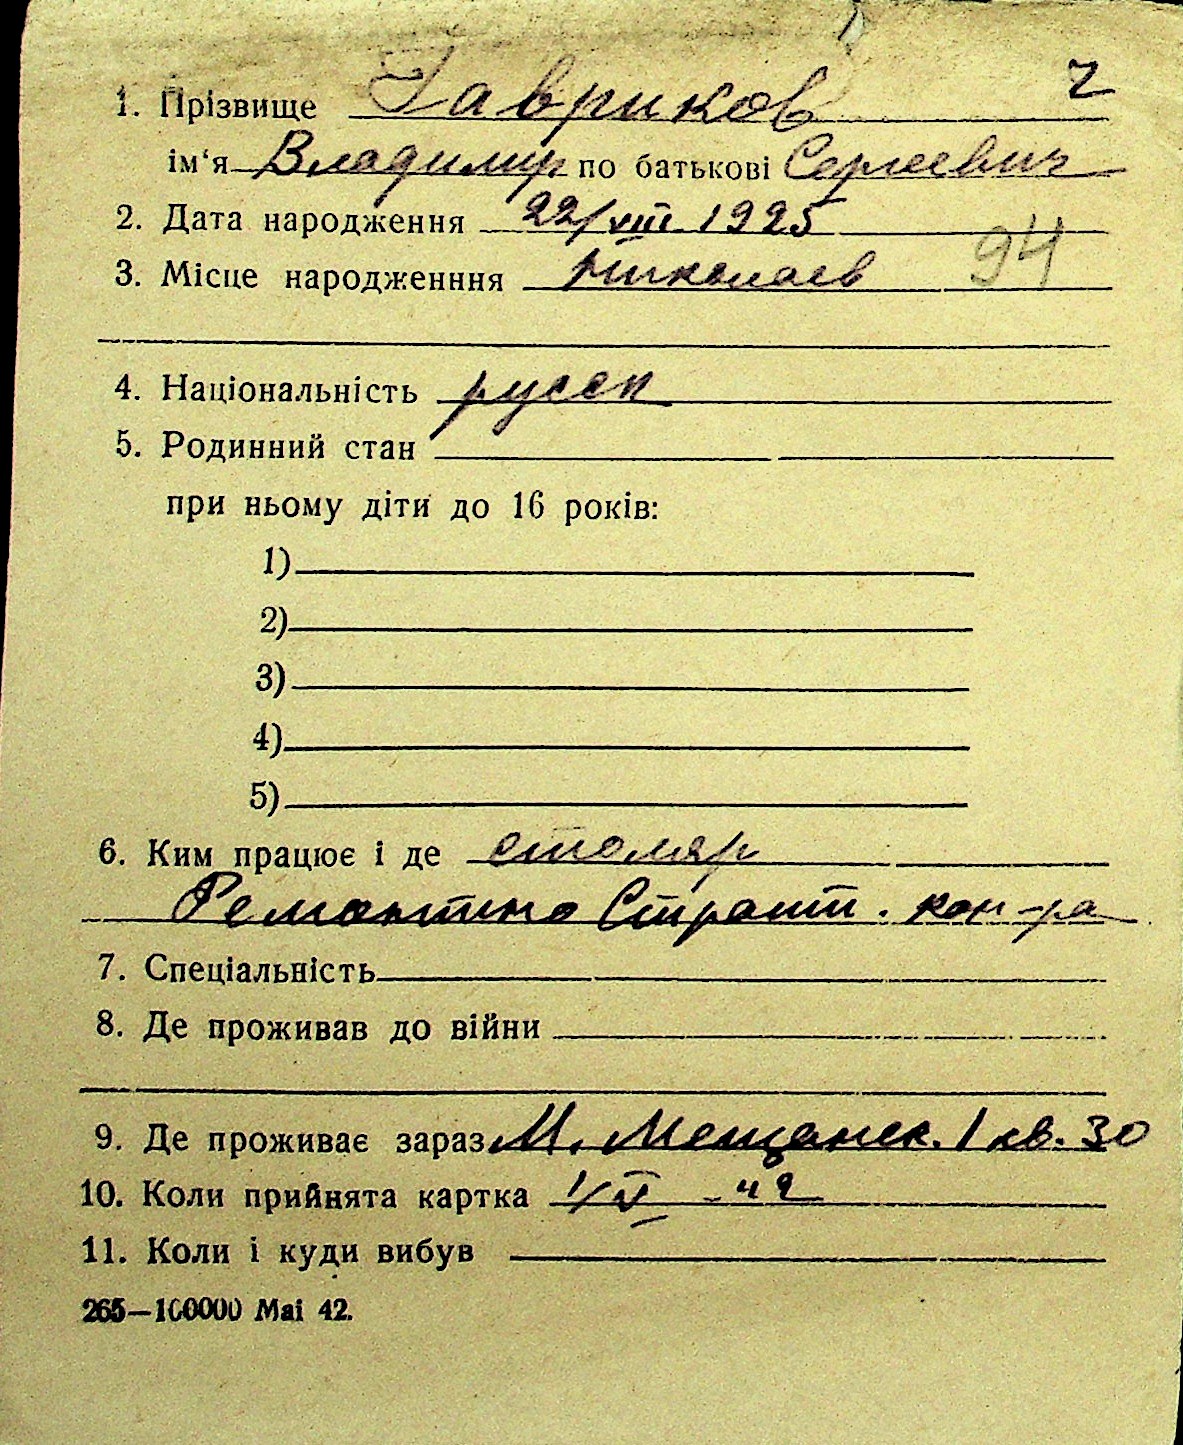 ч
1. Прізвище Гавриков
ім‘я Владимир по батькові Сергеевич
2. Дата народження 22/VIII 1925
3. Місце народженння Николаев 94
4. Національність русск
5. Родинний стан
при ньому діти до 16 років:
1)
2)
3)
4)
5)
6. Ким працює і де столяр
Ремонтно Строит. кон-ра
7. Спеціальність
8. Де проживав до війни
9. Де проживає зараз М. Мещанск. 1 кв. 30
10. Коли прийнята картка 1/V -42
11. Коли і куди вибув
265—100000 Mai 42.